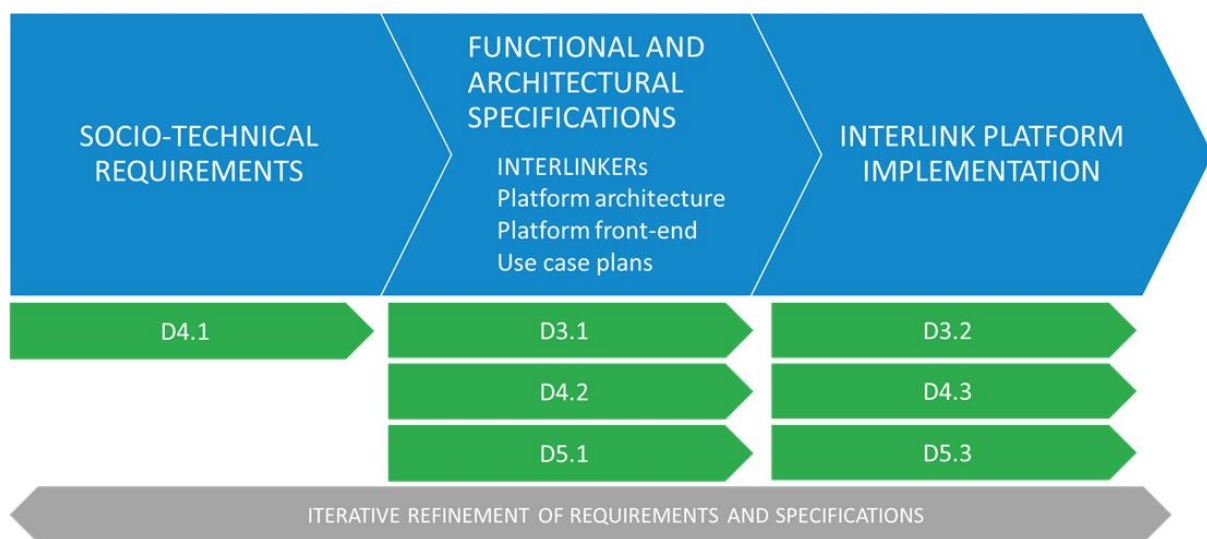 SOCIO-TECHNICAL
REQUIREMENTS
FUNCTIONAL AND
ARCHITECTURAL
SPECIFICATIONS
INTERLINKERs
Platform architecture
Platform front-end
Use case plans
INTERLINK PLATFORM
IMPLEMENTATION
D4.1
D3.1
D3.2
D4.2
D4.3
D5.1
D5.3
ITERATIVE REFINEMENT OF REQUIREMENTS AND SPECIFICATIONS